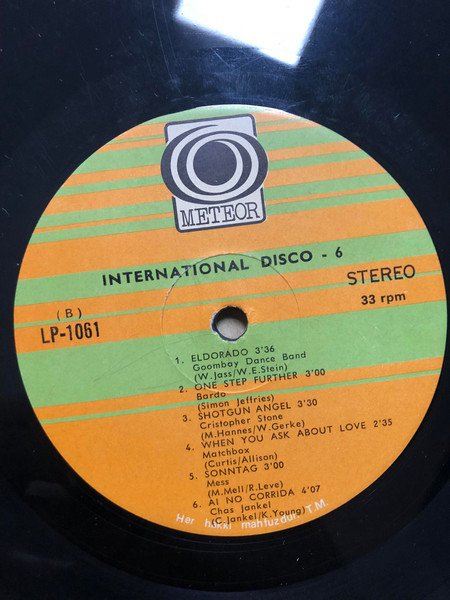 METEOR
INTERNATIONAL DISCO - 6
STEREO
33 rpm
(B)
LP-1061
1. ELDORADO 3'36
Goombay Dance Band
(W.Jass/W.E.Stein)
2. ONE STEP FURTHER 3'00
Bardo
(Simon Jeffries)
3. SHOTGUN ANGEL 3'30
Cristopher Stone
(M.Hannes/W.Gerke)
4. WHEN YOU ASK ABOUT LOVE 2'35
Matchbox
(Curtis/Allison)
5. SONNTAG 3'00
Mess
(M.Mell/R.Leve)
6. AI NO CORRIDA 4'07
Chas Jankel
(C.Jankel/K.Young)
Her hakkı mahfuzdur. T.M.